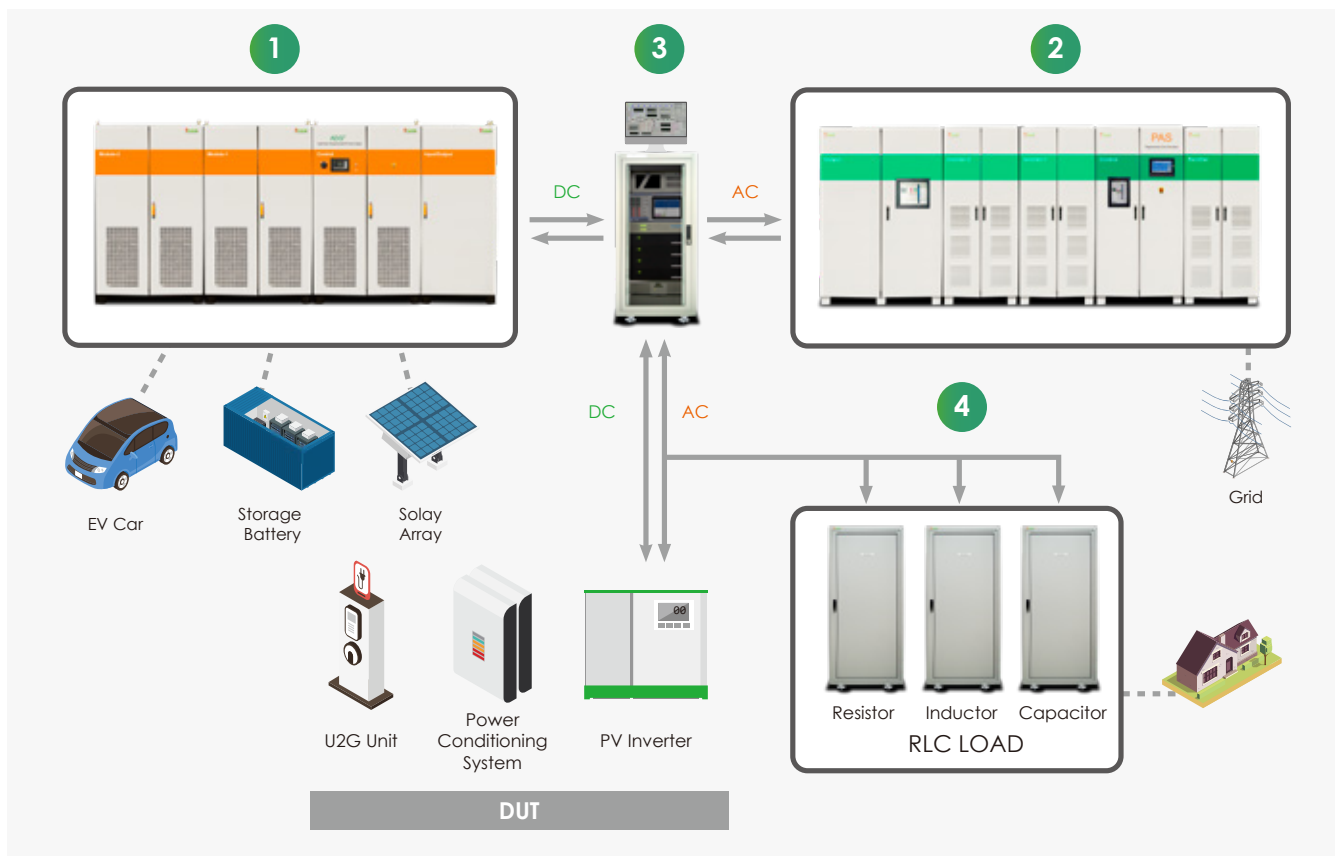 1
3
2
PAS
DC
AC
DC
AC
4
EV Car
Storage
Battery
Solay
Array
Grid
00
U2G Unit
Power
Conditioning
System
PV Inverter
Resistor
Inductor
Capacitor
RLC LOAD
DUT